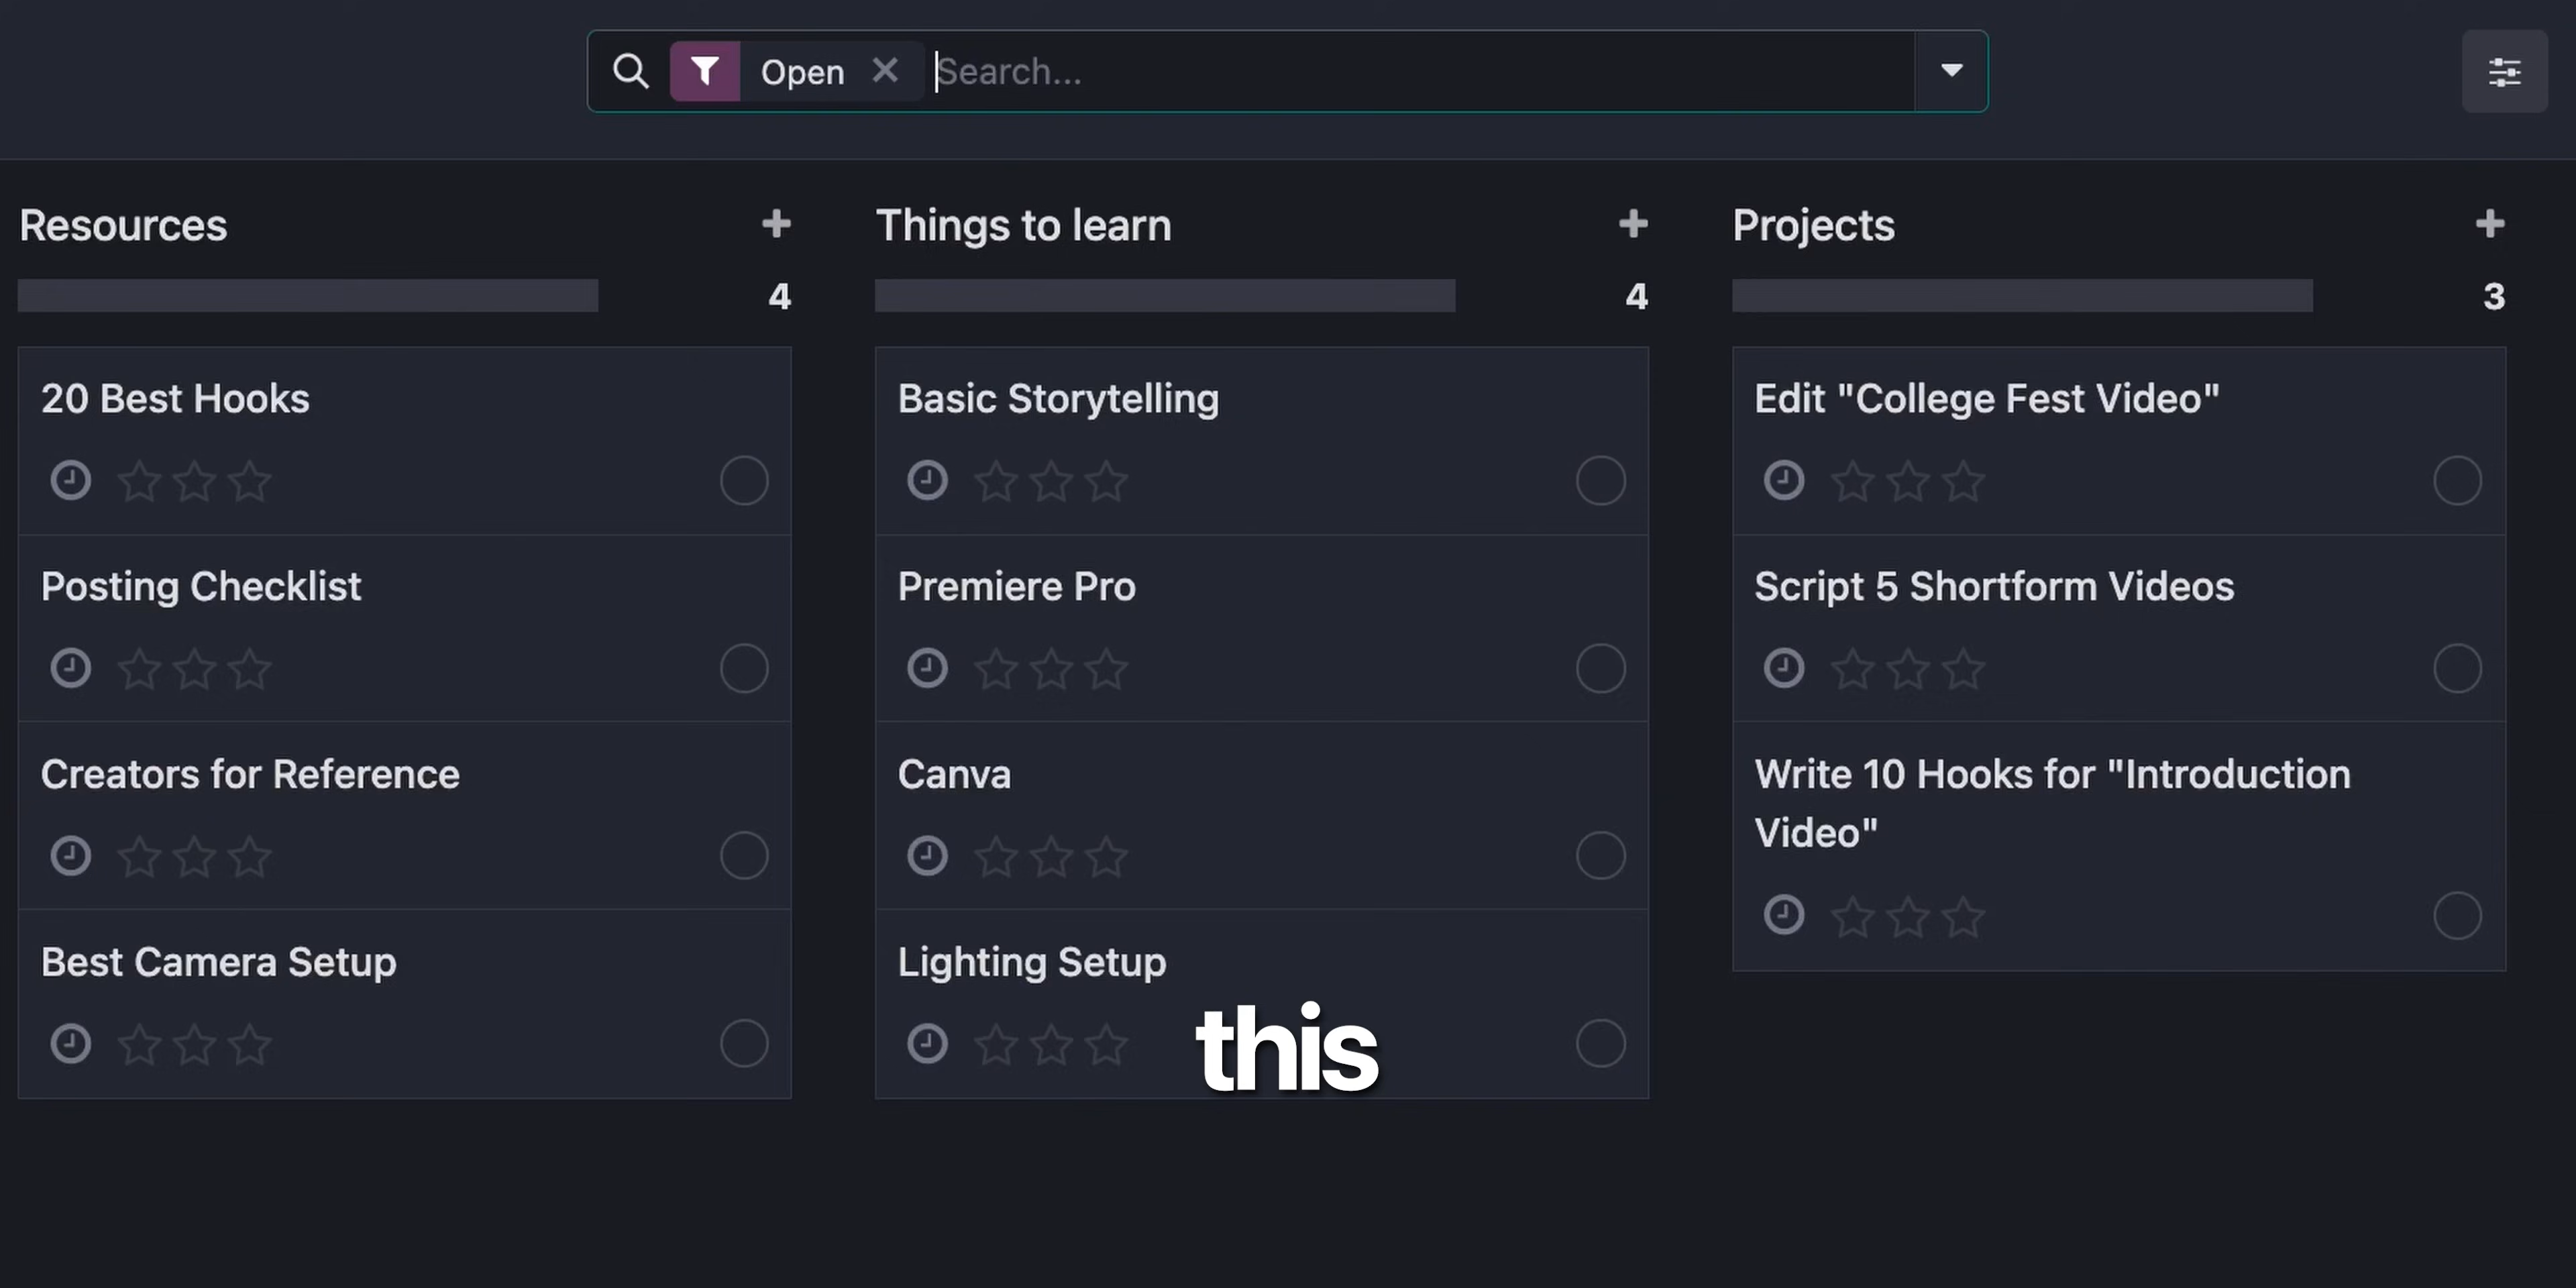 Open
Search...
Resources
4
20 Best Hooks
Posting Checklist
Creators for Reference
Best Camera Setup
Things to learn
4
Basic Storytelling
Premiere Pro
Canva
Lighting Setup
Projects
3
Edit "College Fest Video"
Script 5 Shortform Videos
Write 10 Hooks for "Introduction
Video"
this